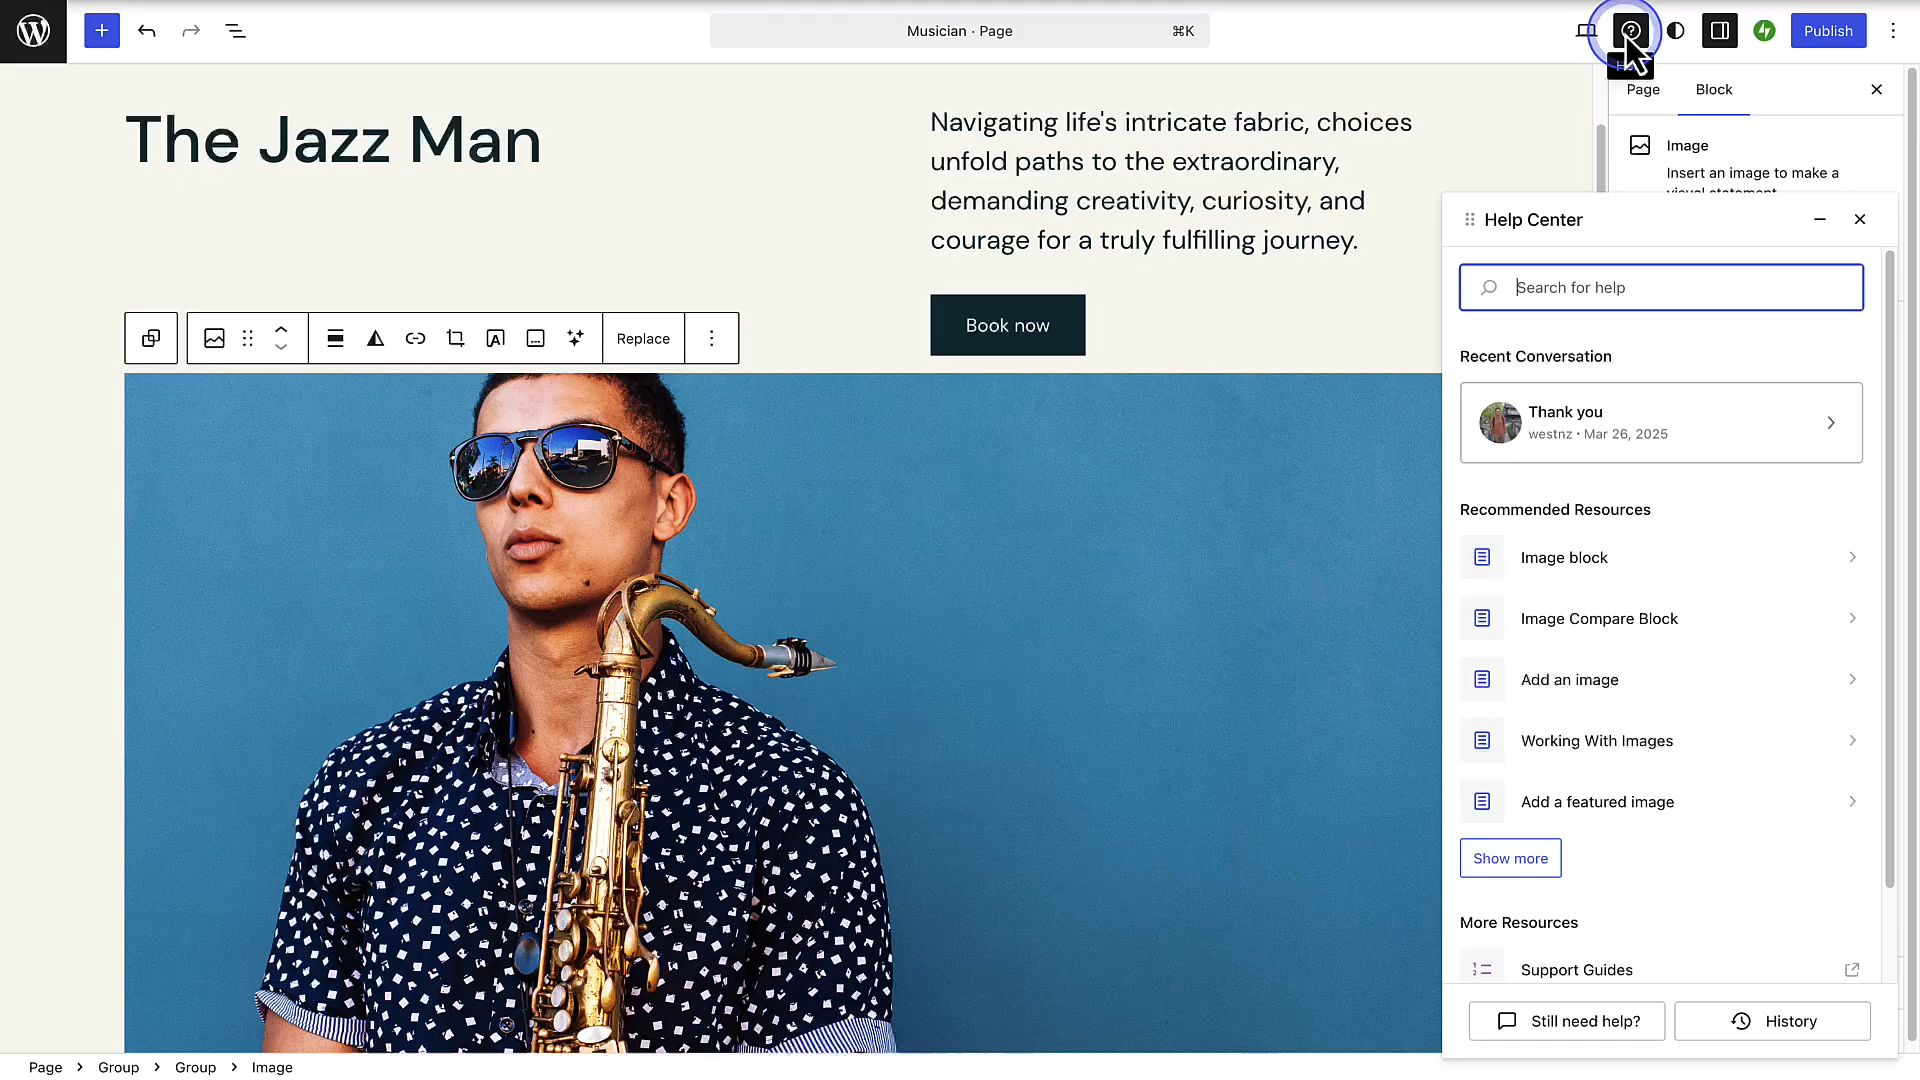 Musician · Page
⌘K
Publish
The Jazz Man
Navigating life's intricate fabric, choices
unfold paths to the extraordinary,
demanding creativity, curiosity, and
courage for a truly fulfilling journey.
Book now
Replace
Page
Block
Image
Insert an image to make a
visual statement
Help Center
Search for help
Recent Conversation
Thank you
westnz • Mar 26, 2025
Recommended Resources
Image block
Image Compare Block
Add an image
Working With Images
Add a featured image
Show more
More Resources
Support Guides
Still need help?
History
Page
Group
Group
Image